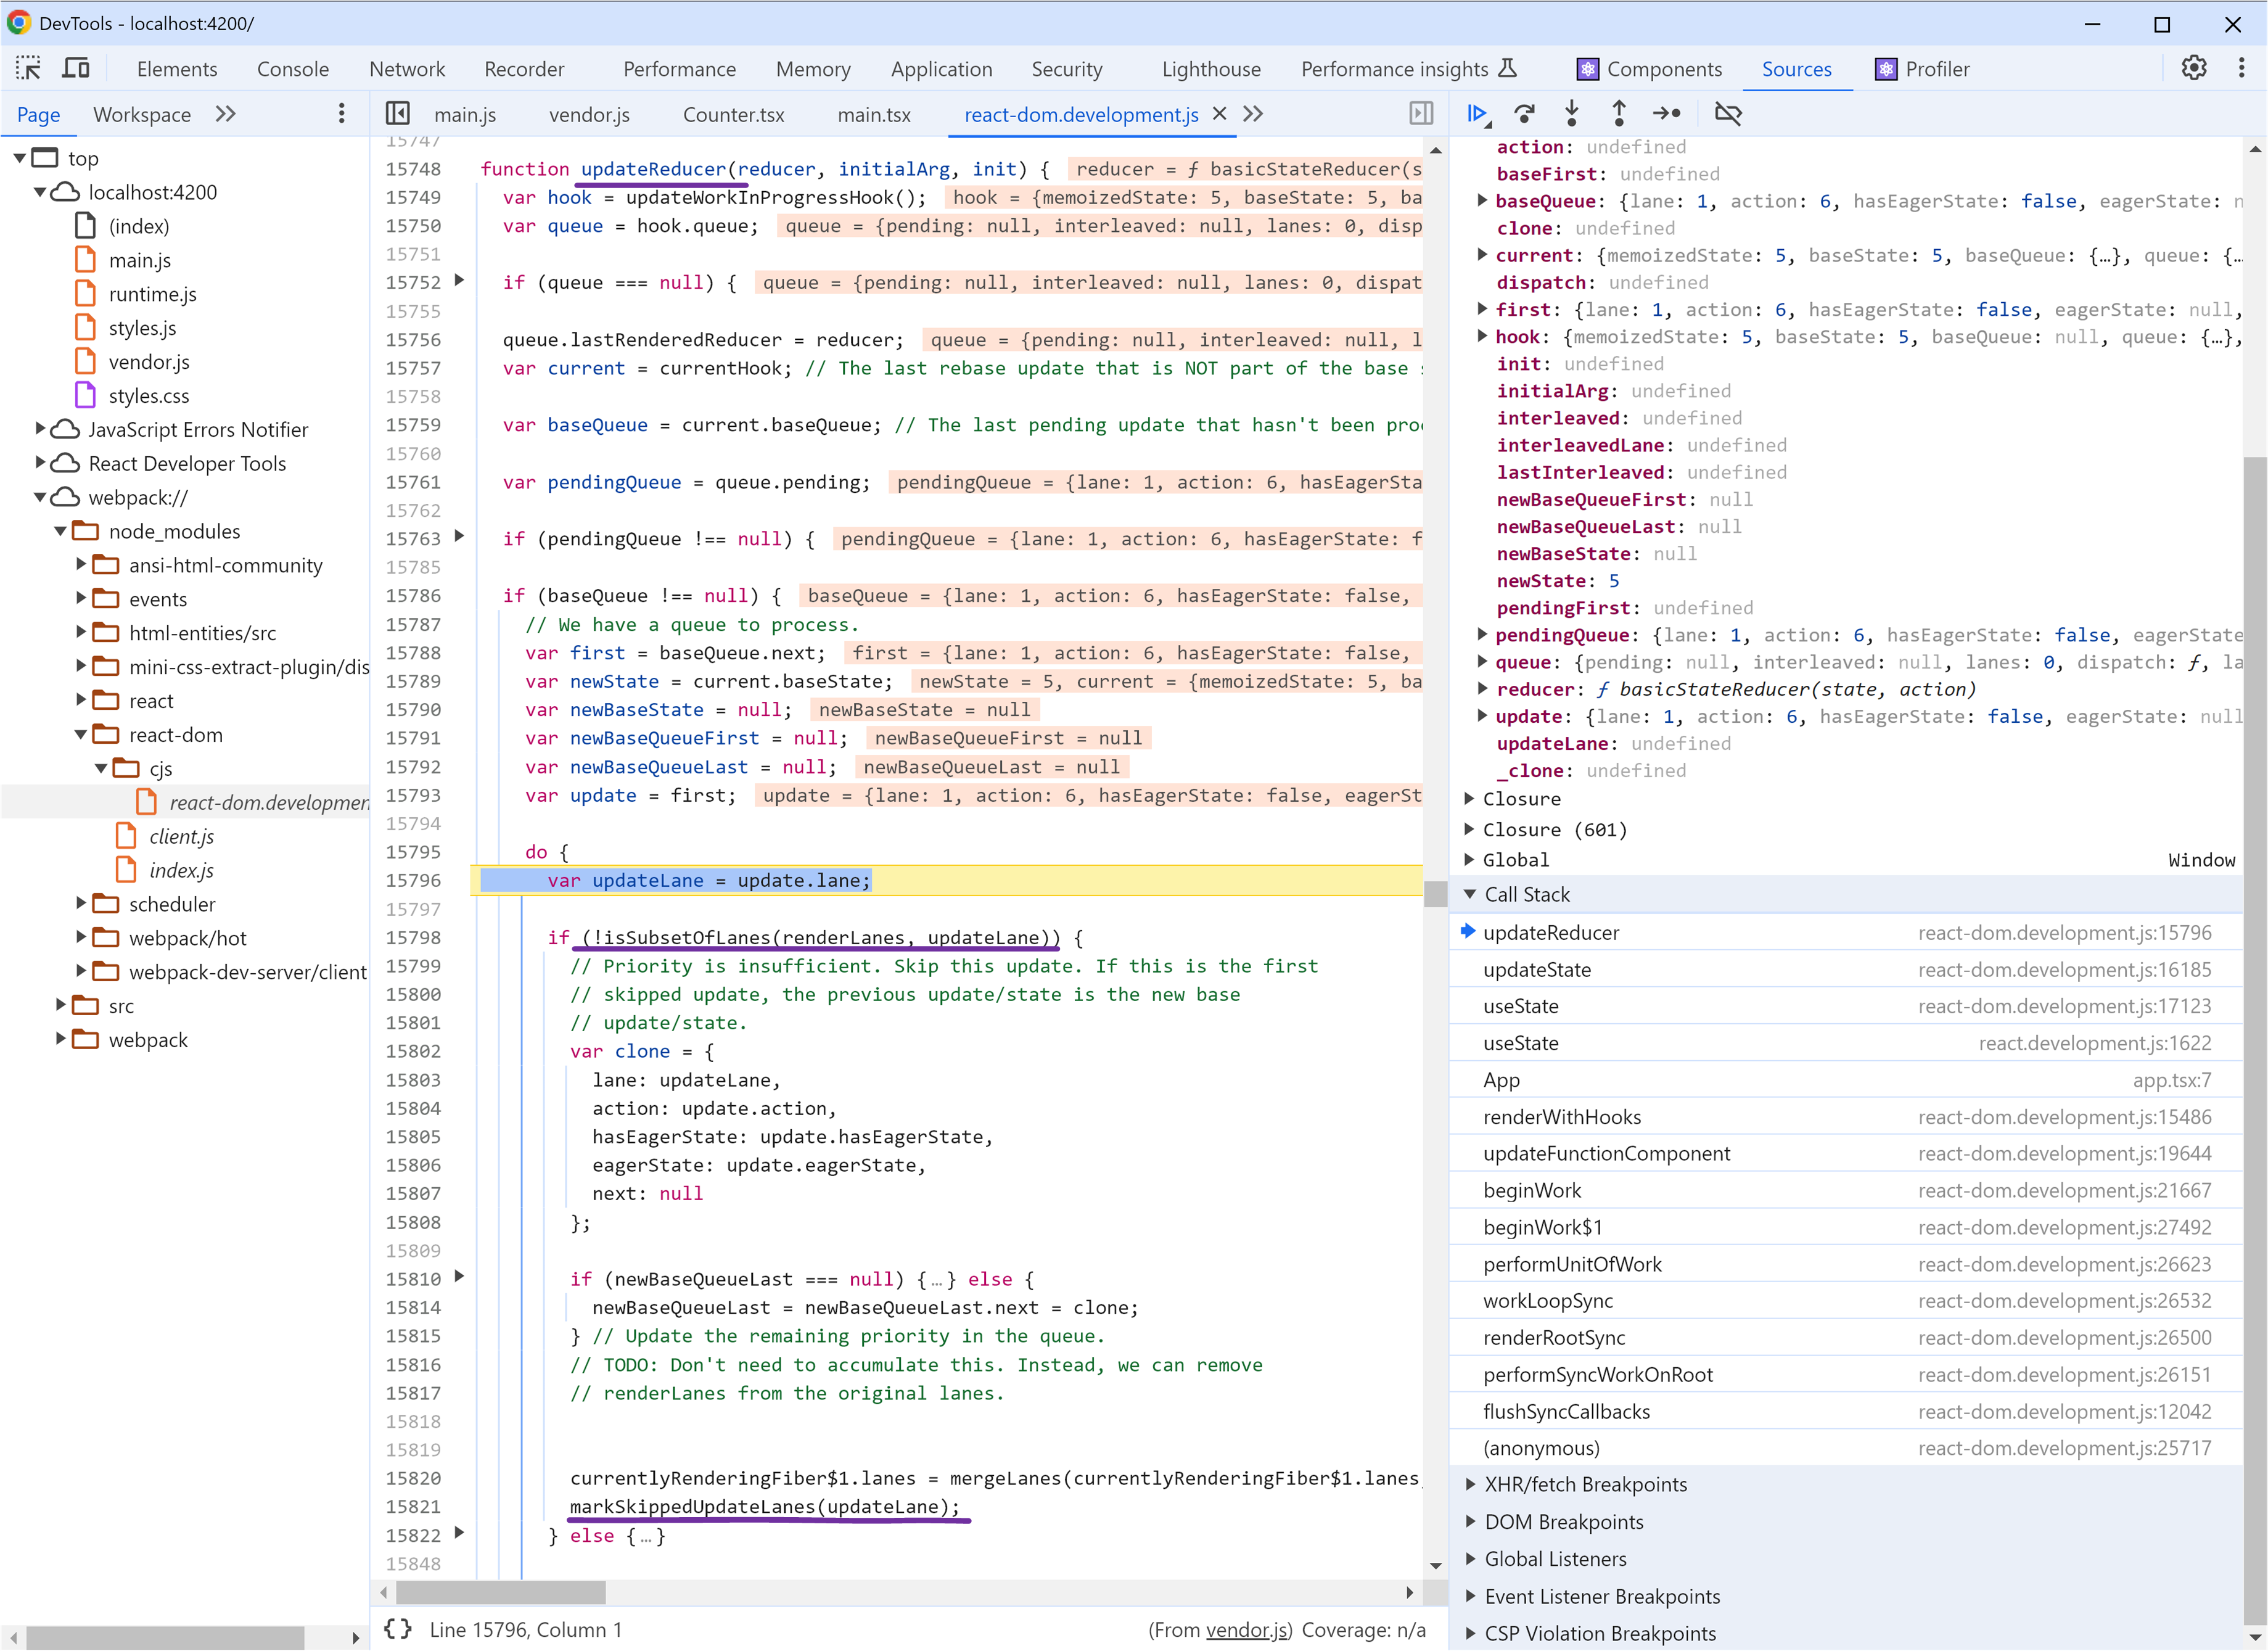 DevTools - localhost:4200/
Elements Console Network Recorder Performance Memory Application Security Lighthouse Performance insights Components Sources Profiler
Page Workspace
main.js vendor.js Counter.tsx main.tsx react-dom.development.js
top
localhost:4200
(index)
main.js
runtime.js
styles.js
vendor.js
styles.css
JavaScript Errors Notifier
React Developer Tools
webpack://
node_modules
ansi-html-community
events
html-entities/src
mini-css-extract-plugin/dis
react
react-dom
cjs
react-dom.developmen
client.js
index.js
scheduler
webpack/hot
webpack-dev-server/client
src
webpack
15747
15748 function updateReducer(reducer, initialArg, init) { reducer = ƒ basicStateReducer(s
15749 var hook = updateWorkInProgressHook(); hook = {memoizedState: 5, baseState: 5, ba
15750 var queue = hook.queue; queue = {pending: null, interleaved: null, lanes: 0, disp
15751
15752 if (queue === null) { queue = {pending: null, interleaved: null, lanes: 0, dispat
15755
15756 queue.lastRenderedReducer = reducer; queue = {pending: null, interleaved: null, l
15757 var current = currentHook; // The last rebase update that is NOT part of the base s
15758
15759 var baseQueue = current.baseQueue; // The last pending update that hasn't been pro
15760
15761 var pendingQueue = queue.pending; pendingQueue = {lane: 1, action: 6, hasEagerSta
15762
15763 if (pendingQueue !== null) { pendingQueue = {lane: 1, action: 6, hasEagerState: f
15785
15786 if (baseQueue !== null) { baseQueue = {lane: 1, action: 6, hasEagerState: false,
15787 // We have a queue to process.
15788 var first = baseQueue.next; first = {lane: 1, action: 6, hasEagerState: false,
15789 var newState = current.baseState; newState = 5, current = {memoizedState: 5, ba
15790 var newBaseState = null; newBaseState = null
15791 var newBaseQueueFirst = null; newBaseQueueFirst = null
15792 var newBaseQueueLast = null; newBaseQueueLast = null
15793 var update = first; update = {lane: 1, action: 6, hasEagerState: false, eagerSt
15794
15795 do {
15796 var updateLane = update.lane;
15797
15798 if (!isSubsetOfLanes(renderLanes, updateLane)) {
15799 // Priority is insufficient. Skip this update. If this is the first
15800 // skipped update, the previous update/state is the new base
15801 // update/state.
15802 var clone = {
15803 lane: updateLane,
15804 action: update.action,
15805 hasEagerState: update.hasEagerState,
15806 eagerState: update.eagerState,
15807 next: null
15808 };
15809
15810 if (newBaseQueueLast === null) {…} else {
15814 newBaseQueueLast = newBaseQueueLast.next = clone;
15815 } // Update the remaining priority in the queue.
15816 // TODO: Don't need to accumulate this. Instead, we can remove
15817 // renderLanes from the original lanes.
15818
15819
15820 currentlyRenderingFiber$1.lanes = mergeLanes(currentlyRenderingFiber$1.lanes,
15821 markSkippedUpdateLanes(updateLane);
15822 } else {…}
15848
{} Line 15796, Column 1 (From vendor.js) Coverage: n/a
action: undefined
baseFirst: undefined
baseQueue: {lane: 1, action: 6, hasEagerState: false, eagerState: n
clone: undefined
current: {memoizedState: 5, baseState: 5, baseQueue: {…}, queue: {…
dispatch: undefined
first: {lane: 1, action: 6, hasEagerState: false, eagerState: null,
hook: {memoizedState: 5, baseState: 5, baseQueue: null, queue: {…},
init: undefined
initialArg: undefined
interleaved: undefined
interleavedLane: undefined
lastInterleaved: undefined
newBaseQueueFirst: null
newBaseQueueLast: null
newBaseState: null
newState: 5
pendingFirst: undefined
pendingQueue: {lane: 1, action: 6, hasEagerState: false, eagerState
queue: {pending: null, interleaved: null, lanes: 0, dispatch: ƒ, la
reducer: ƒ basicStateReducer(state, action)
update: {lane: 1, action: 6, hasEagerState: false, eagerState: null
updateLane: undefined
_clone: undefined
Closure
Closure (601)
Global Window
Call Stack
updateReducer react-dom.development.js:15796
updateState react-dom.development.js:16185
useState react-dom.development.js:17123
useState react.development.js:1622
App app.tsx:7
renderWithHooks react-dom.development.js:15486
updateFunctionComponent react-dom.development.js:19644
beginWork react-dom.development.js:21667
beginWork$1 react-dom.development.js:27492
performUnitOfWork react-dom.development.js:26623
workLoopSync react-dom.development.js:26532
renderRootSync react-dom.development.js:26500
performSyncWorkOnRoot react-dom.development.js:26151
flushSyncCallbacks react-dom.development.js:12042
(anonymous) react-dom.development.js:25717
XHR/fetch Breakpoints
DOM Breakpoints
Global Listeners
Event Listener Breakpoints
CSP Violation Breakpoints